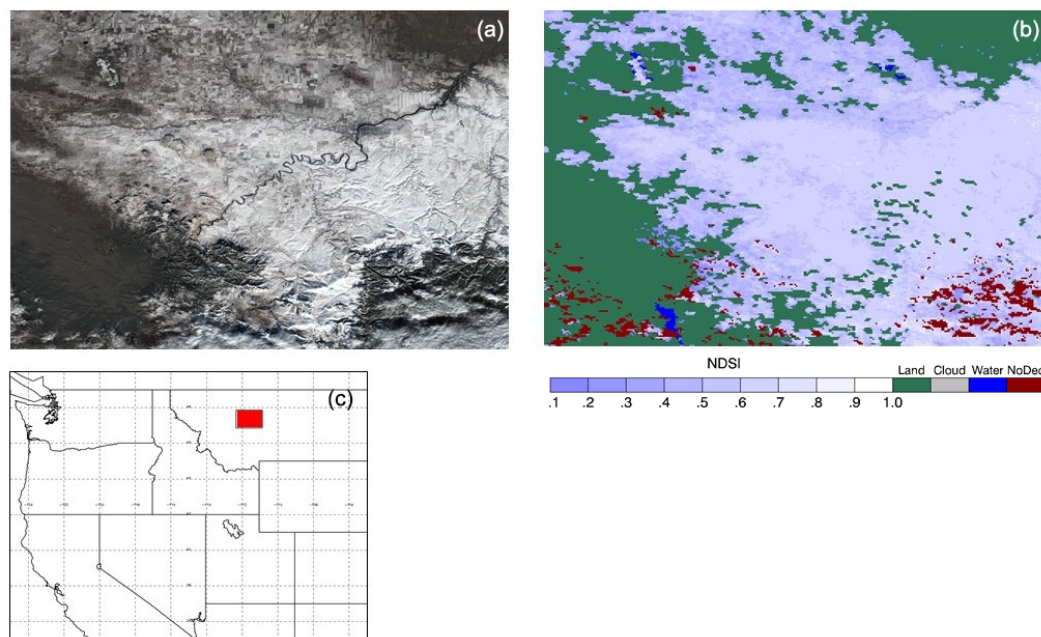 (a)
(b)
NDSI
Land Cloud Water NoDec
.1 .2 .3 .4 .5 .6 .7 .8 .9 1.0
(c)